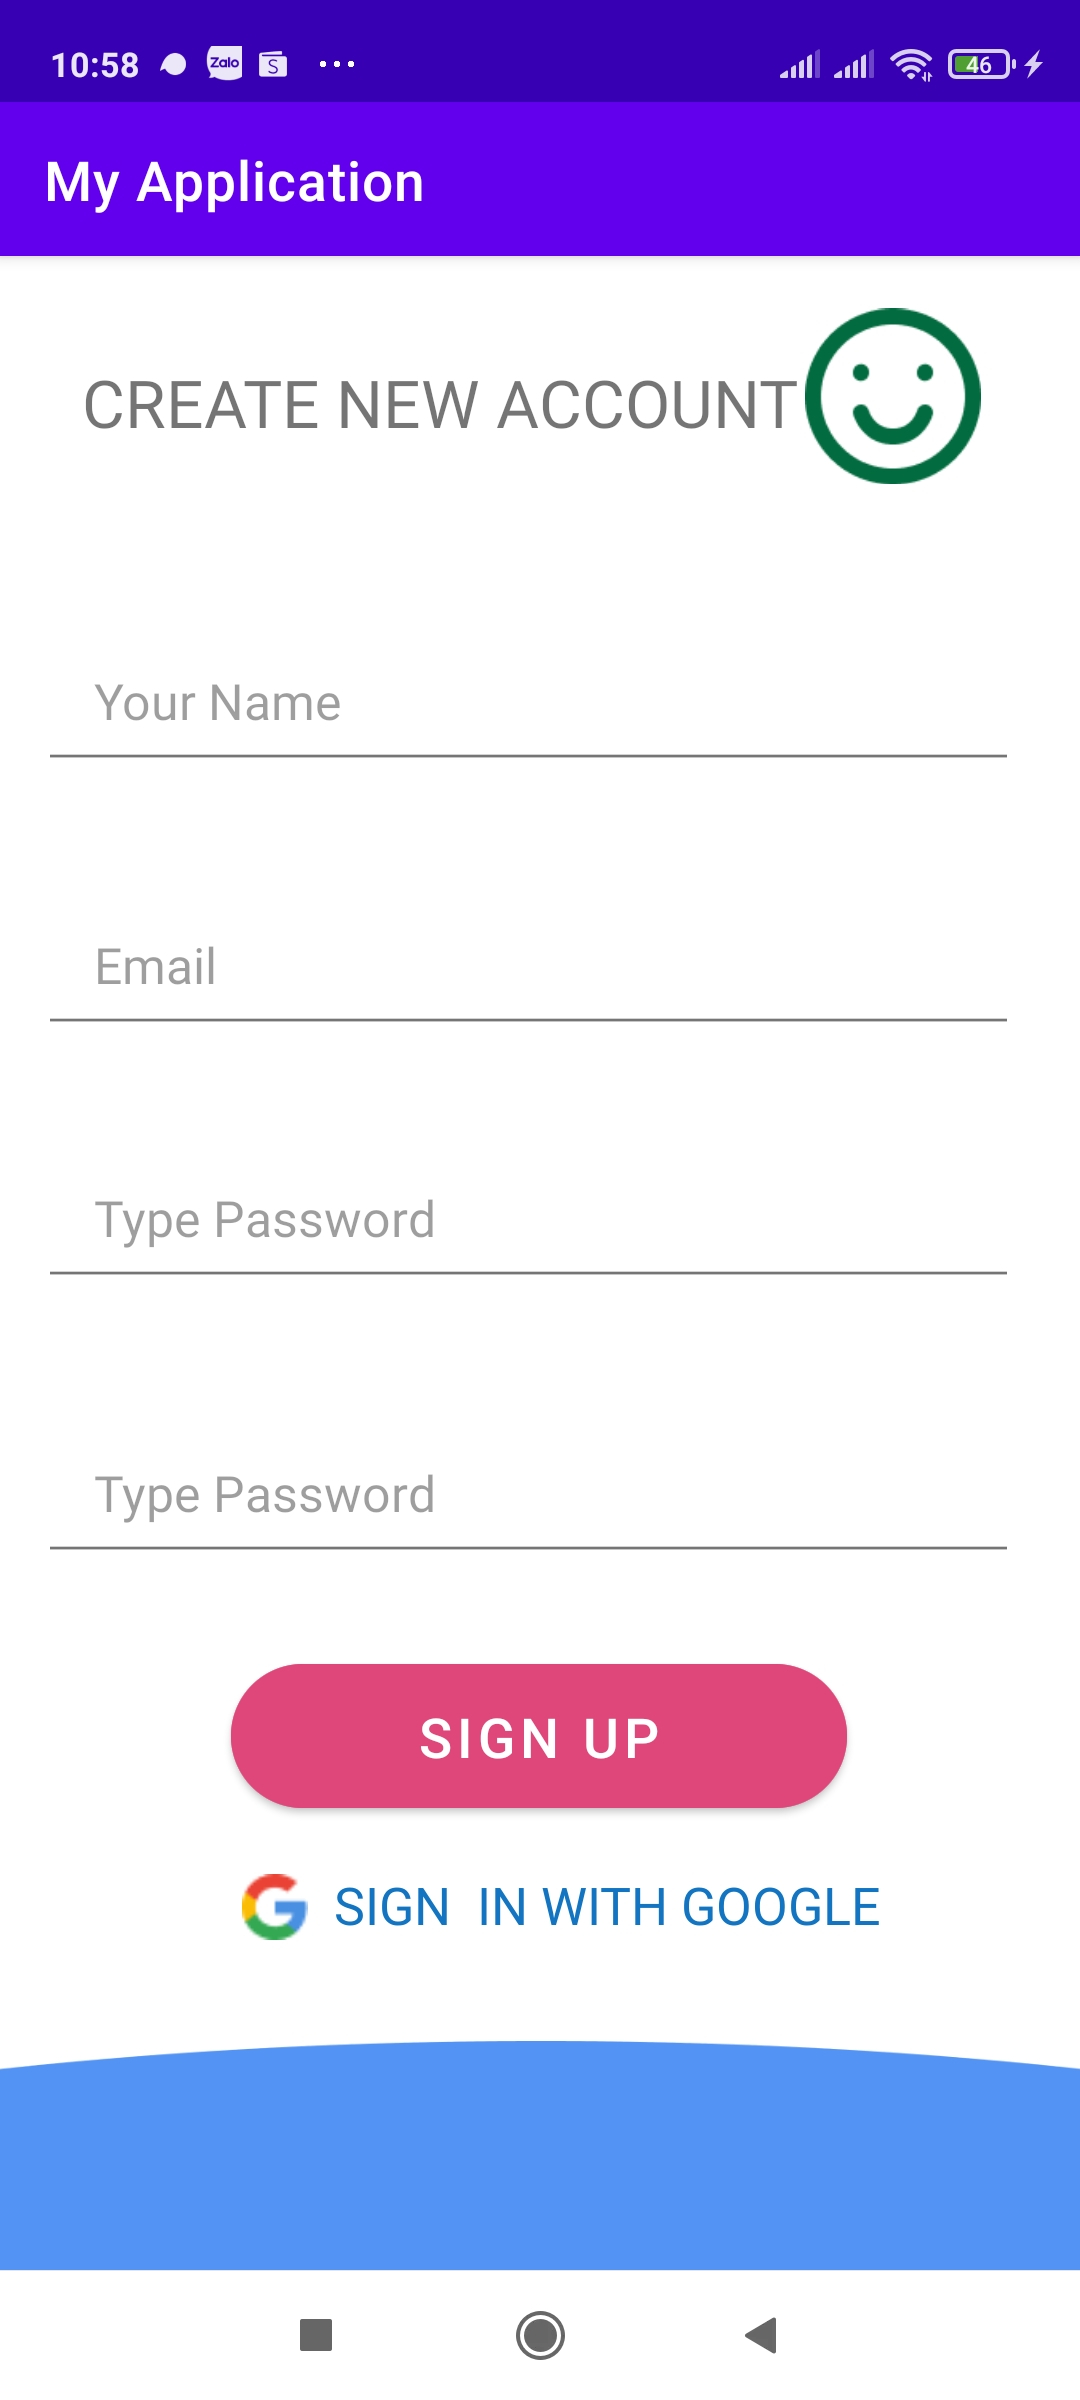 10:58 Zalo S ... 46
My Application
CREATE NEW ACCOUNT
Your Name
Email
Type Password
Type Password
SIGN UP
SIGN  IN WITH GOOGLE